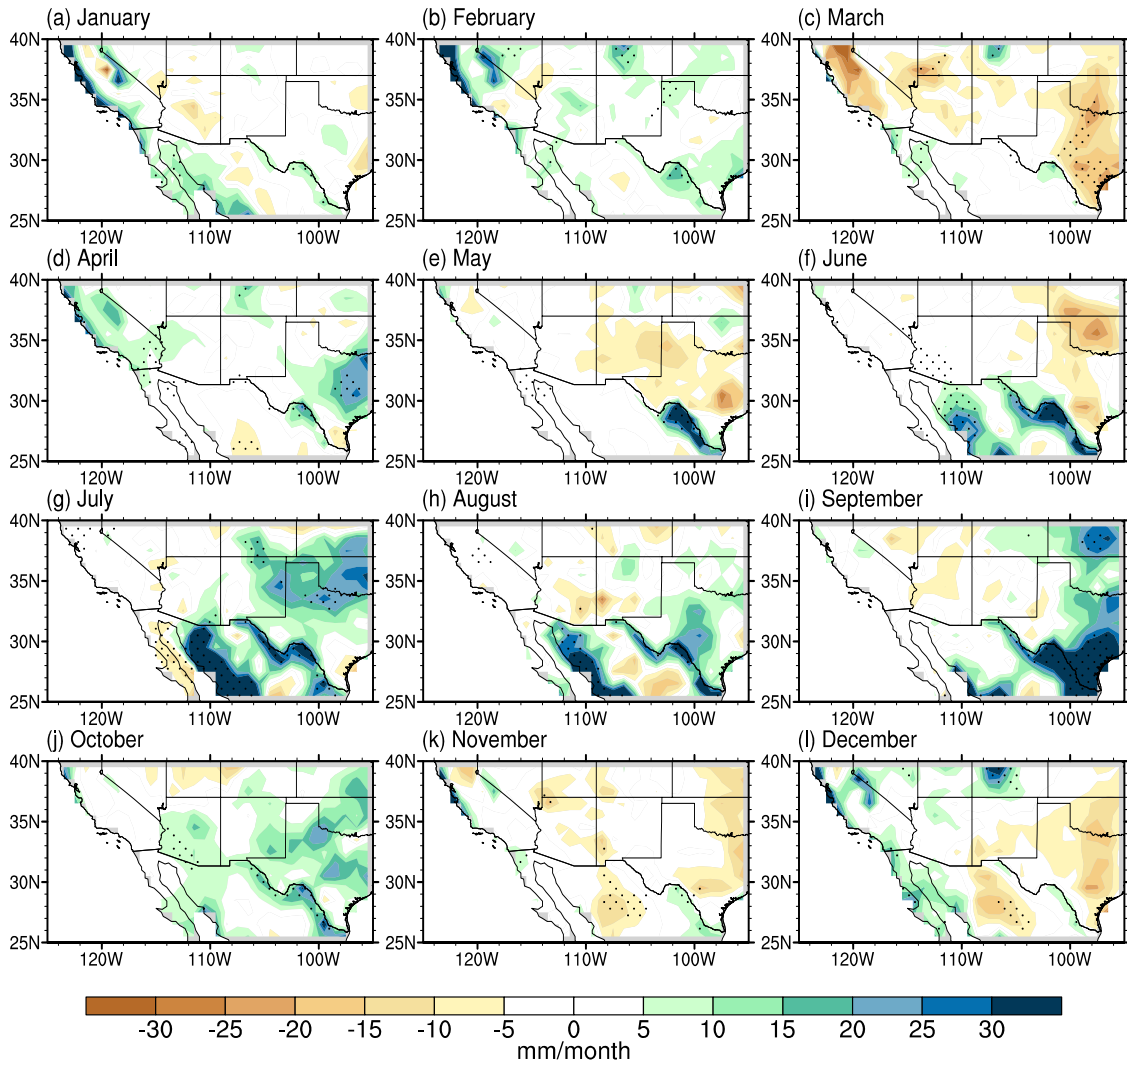 (a) January (b) February (c) March
40N 40N 40N
35N 35N 35N
30N 30N 30N
25N 25N 25N
120W 110W 100W 120W 110W 100W 120W 110W 100W
(d) April (e) May (f) June
40N 40N 40N
35N 35N 35N
30N 30N 30N
25N 25N 25N
120W 110W 100W 120W 110W 100W 120W 110W 100W
(g) July (h) August (i) September
40N 40N 40N
35N 35N 35N
30N 30N 30N
25N 25N 25N
120W 110W 100W 120W 110W 100W 120W 110W 100W
(j) October (k) November (l) December
40N 40N 40N
35N 35N 35N
30N 30N 30N
25N 25N 25N
120W 110W 100W 120W 110W 100W 120W 110W 100W
-30 -25 -20 -15 -10 -5 0 5 10 15 20 25 30
mm/month